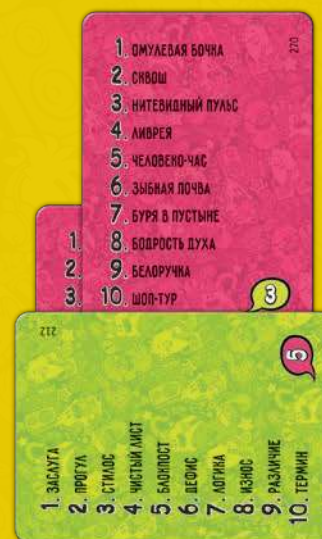 1. ОМУЛЕВАЯ БОЧКА
2. СКВОШ
3. НИТЕВИДНЫЙ ПУЛЬС
4. ЛИВРЕЯ
5. ЧЕЛОВЕКО-ЧАС
6. ЗЫБКАЯ ПОЧВА
7. БУРЯ В ПУСТЫНЕ
8. БОДРОСТЬ ДУХА
9. БЕЛОРУЧКА
10. ШОП-ТУР
270
3
1.
2.
3.
212
1. ЗАСЛУГА
2. ПРОГУЛ
3. СТИЛОС
4. ЧИСТЫЙ ЛИСТ
5. БЛОКПОСТ
6. ДЕФИС
7. ЛОГИКА
8. ИЗНОС
9. РАЗЛИЧИЕ
10. ТЕРМИН
5